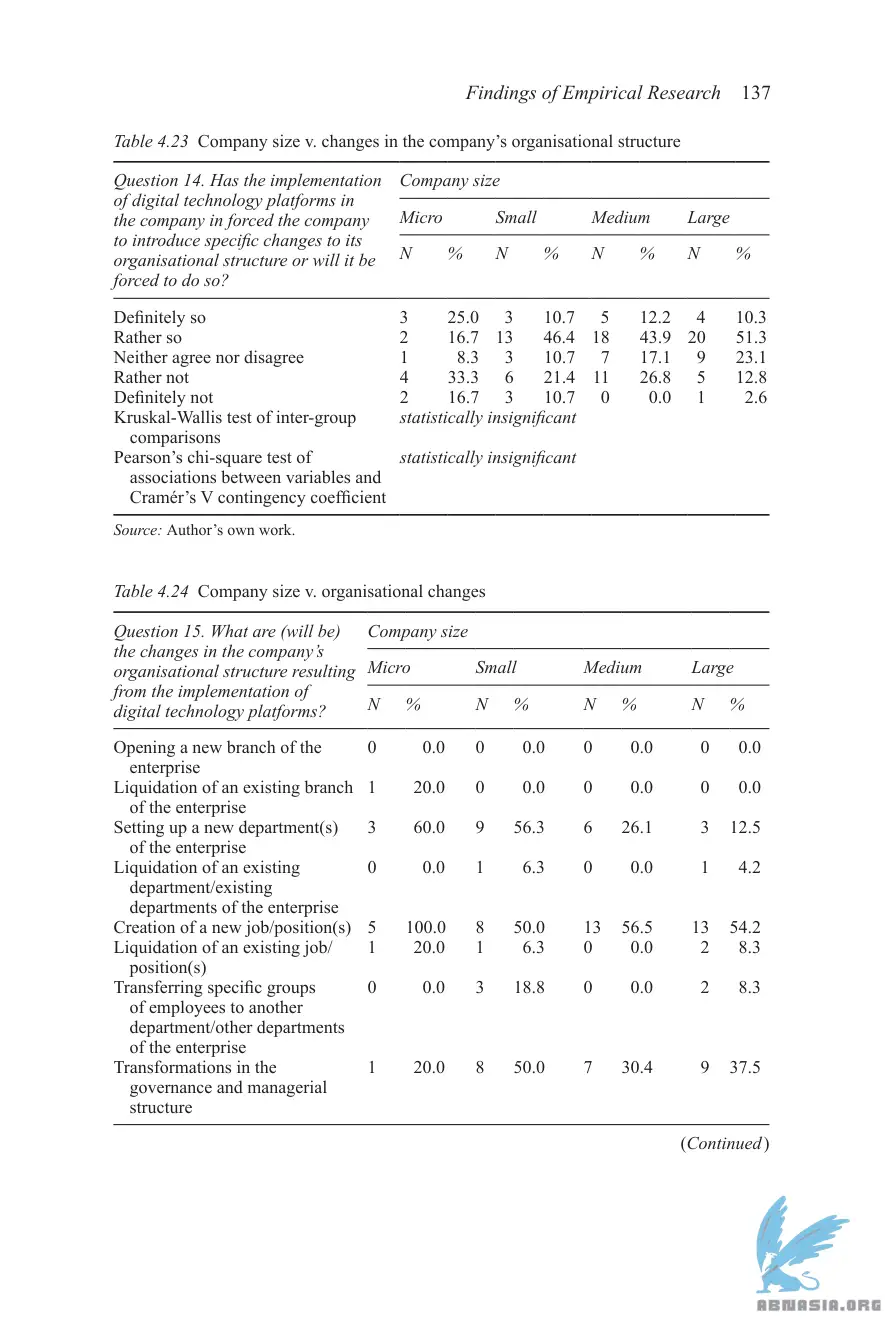 Findings of Empirical Research 137
Table 4.23 Company size v. changes in the company’s organisational structure
Question 14. Has the implementation Company size
of digital technology platforms in
the company in forced the company Micro Small Medium Large
to introduce specific changes to its
organisational structure or will it be N % N % N % N %
forced to do so?
Definitely so 3 25.0 3 10.7 5 12.2 4 10.3
Rather so 2 16.7 13 46.4 18 43.9 20 51.3
Neither agree nor disagree 1 8.3 3 10.7 7 17.1 9 23.1
Rather not 4 33.3 6 21.4 11 26.8 5 12.8
Definitely not 2 16.7 3 10.7 0 0.0 1 2.6
Kruskal-Wallis test of inter-group statistically insignificant
comparisons
Pearson’s chi-square test of statistically insignificant
associations between variables and
Cramér’s V contingency coefficient
Source: Author’s own work.
Table 4.24 Company size v. organisational changes
Question 15. What are (will be) Company size
the changes in the company’s
organisational structure resulting Micro Small Medium Large
from the implementation of
digital technology platforms? N % N % N % N %
Opening a new branch of the 0 0.0 0 0.0 0 0.0 0 0.0
enterprise
Liquidation of an existing branch 1 20.0 0 0.0 0 0.0 0 0.0
of the enterprise
Setting up a new department(s) 3 60.0 9 56.3 6 26.1 3 12.5
of the enterprise
Liquidation of an existing 0 0.0 1 6.3 0 0.0 1 4.2
department/existing
departments of the enterprise
Creation of a new job/position(s) 5 100.0 8 50.0 13 56.5 13 54.2
Liquidation of an existing job/ 1 20.0 1 6.3 0 0.0 2 8.3
position(s)
Transferring specific groups 0 0.0 3 18.8 0 0.0 2 8.3
of employees to another
department/other departments
of the enterprise
Transformations in the 1 20.0 8 50.0 7 30.4 9 37.5
governance and managerial
structure
(Continued)
ABNASIA.ORG